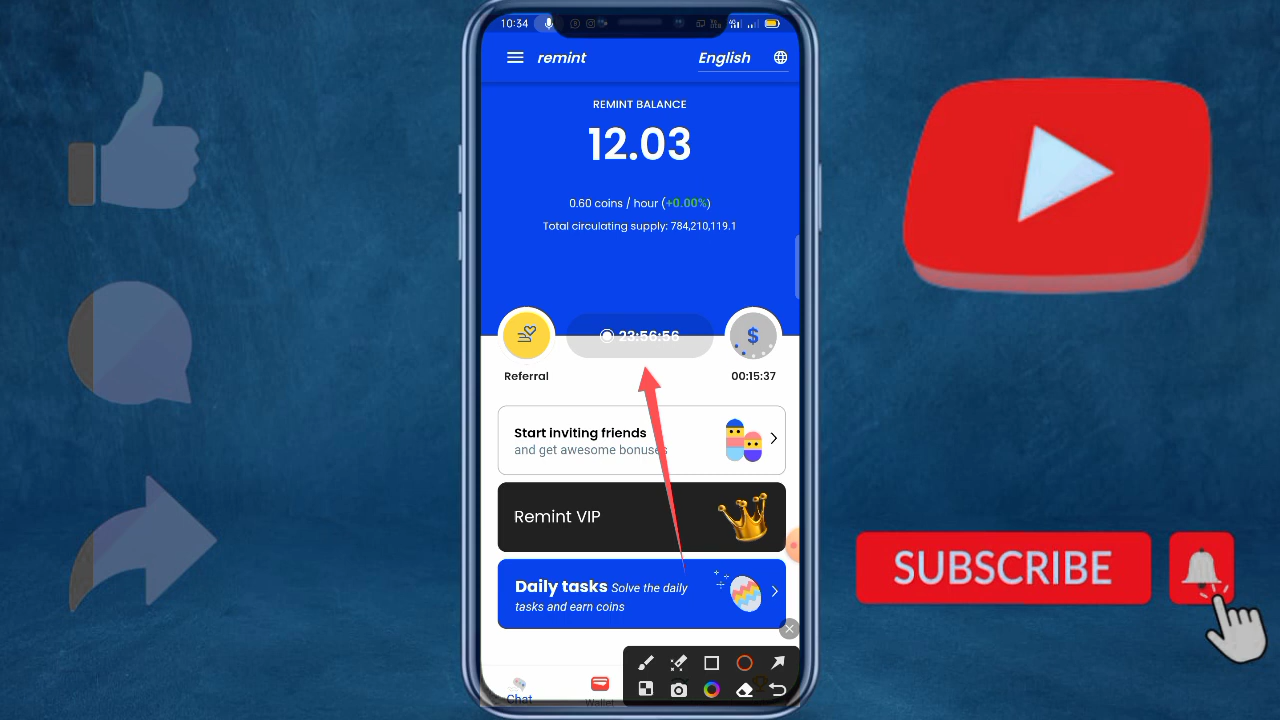 10:34
remint
English
REMINT BALANCE
12.03
0.60 coins / hour (+0.00%)
Total circulating supply: 784,210,119.1
23:56:56
$
Referral
00:15:37
Start inviting friends
and get awesome bonuses
Remint VIP
Daily tasks Solve the daily
tasks and earn coins
Chat
Wallet
SUBSCRIBE